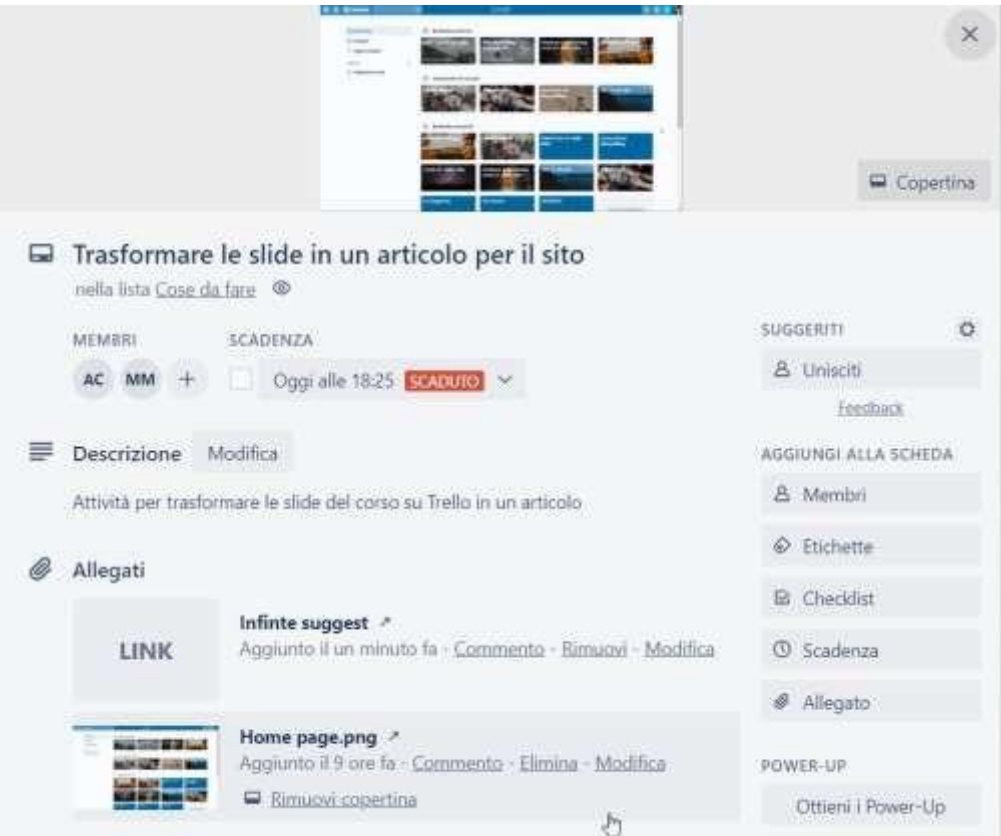 Copertina
Trasformare le slide in un articolo per il sito
nella lista Cose da fare
MEMBRI
SCADENZA
AC MM +
Oggi alle 18:25 SCADUTO
Descrizione Modifica
Attività per trasformare le slide del corso su Trello in un articolo
Allegati
LINK
Infinte suggest
Aggiunto il un minuto fa - Commento - Rimuovi - Modifica
Home page.png
Aggiunto il 9 ore fa - Commento - Elimina - Modifica
Rimuovi copertina
SUGGERITI
Unisciti
Feedback
AGGIUNGI ALLA SCHEDA
Membri
Etichette
Checklist
Scadenza
Allegato
POWER-UP
Ottieni i Power-Up